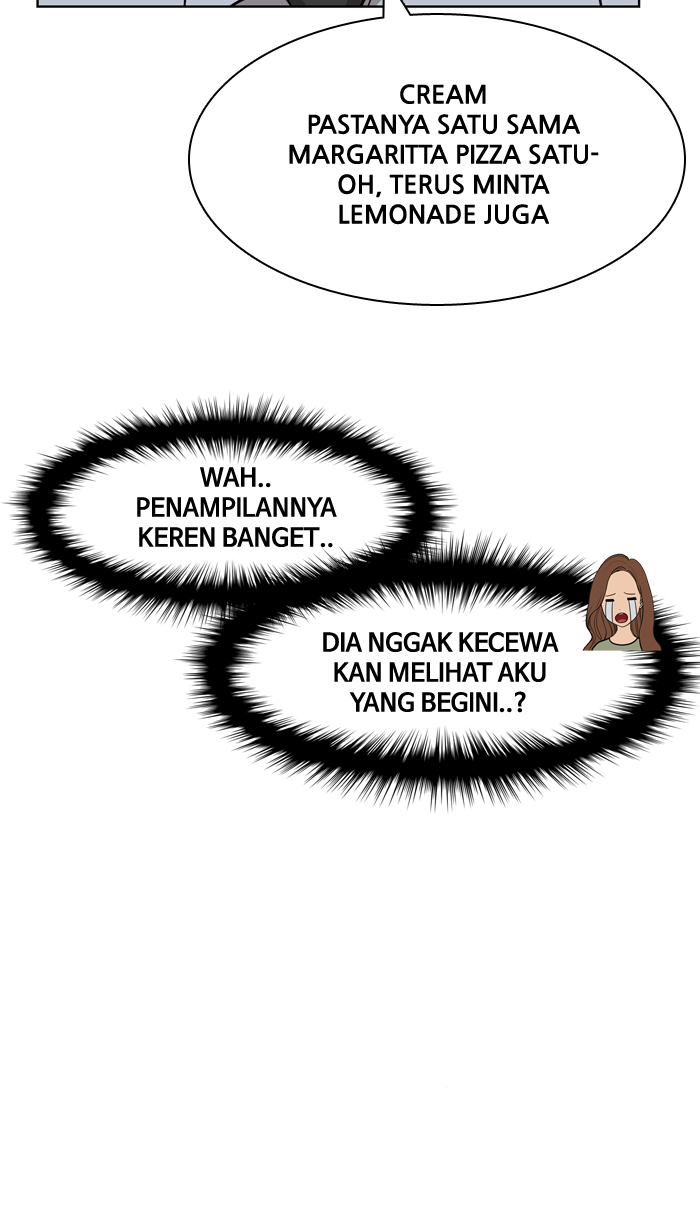 CREAM
PASTANYA SATU SAMA
MARGARITTA PIZZA SATU-
OH, TERUS MINTA
LEMONADE JUGA
WAH..
PENAMPILANNYA
KEREN BANGET..
DIA NGGAK KECEWA
KAN MELIHAT AKU
YANG BEGINI..?